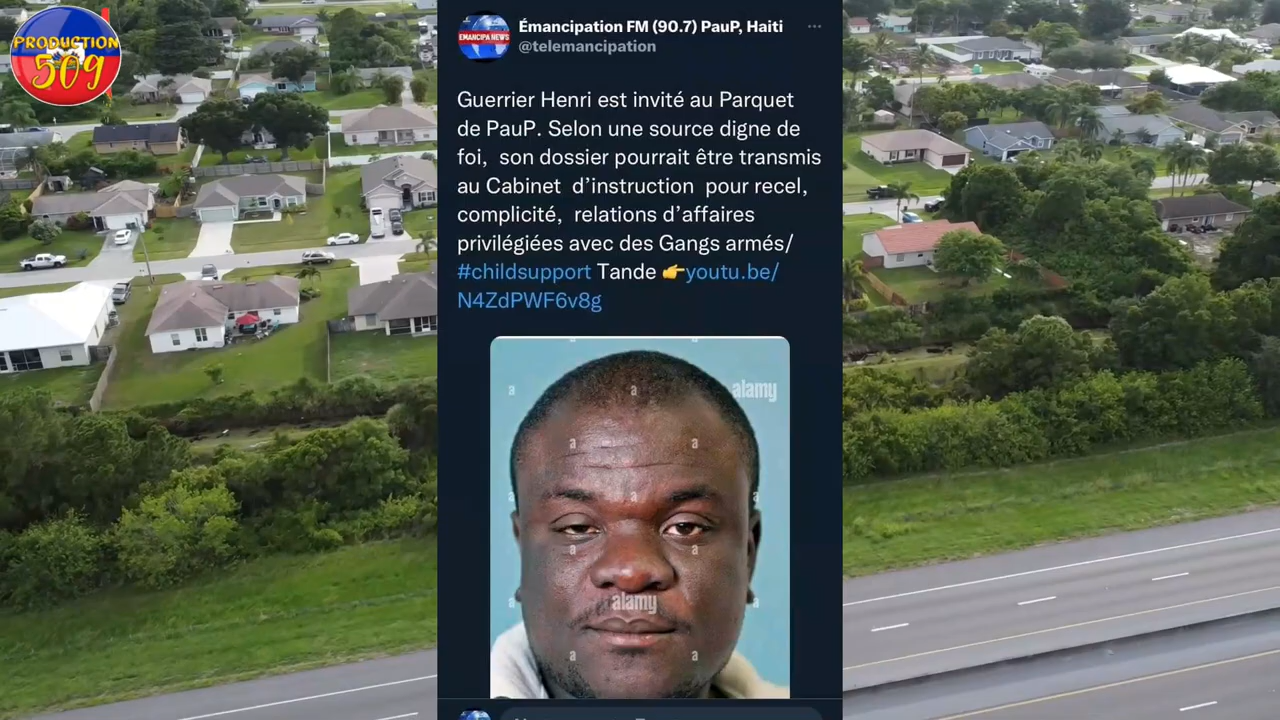 PRODUCTION
509
EMANCIPA NEWS
Émancipation FM (90.7) PauP, Haiti
@telemancipation
Guerrier Henri est invité au Parquet
de PauP. Selon une source digne de
foi, son dossier pourrait être transmis
au Cabinet d’instruction pour recel,
complicité, relations d’affaires
privilégiées avec des Gangs armés/
#childsupport Tande 👉youtu.be/
N4ZdPWF6v8g
a
a
alamy
a
a
a
a
a
a
a
a
alamy
a
a
a